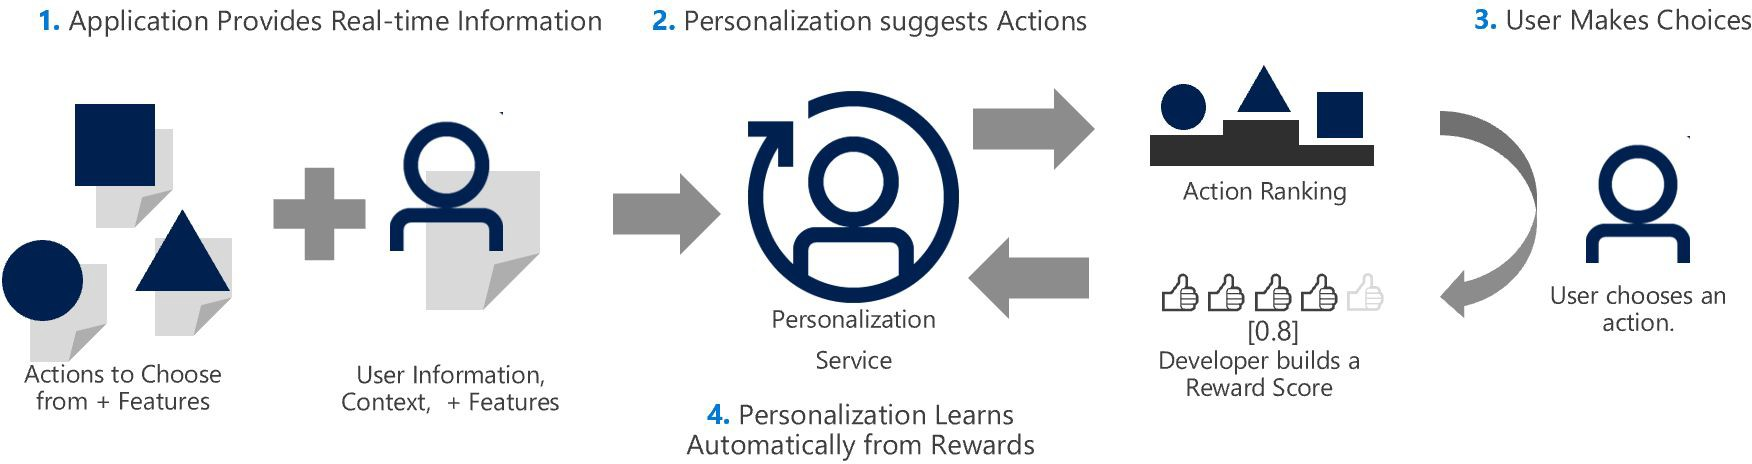 1. Application Provides Real-time Information
2. Personalization suggests Actions
3. User Makes Choices
Action Ranking
[0.8]
Developer builds a
Reward Score
User chooses an
action.
Personalization
Service
Actions to Choose
from + Features
User Information,
Context, + Features
4. Personalization Learns
Automatically from Rewards